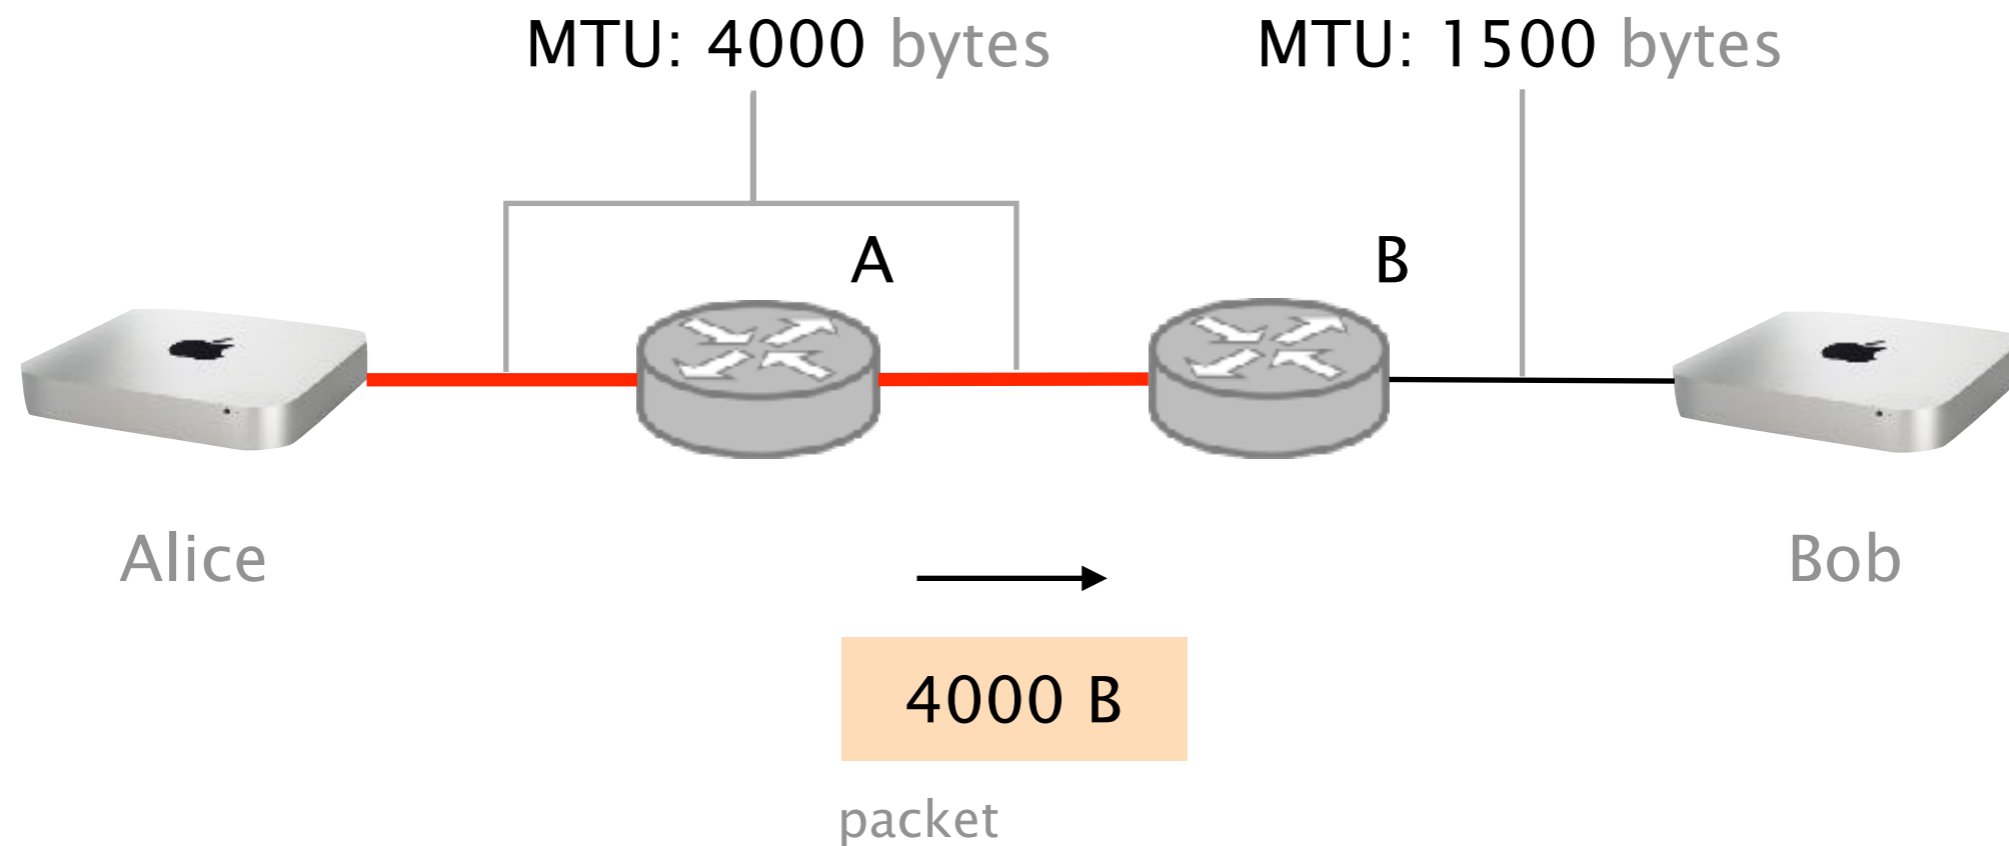 MTU: 4000 bytes
MTU: 1500 bytes
A
B
Alice
Bob
4000 B
packet